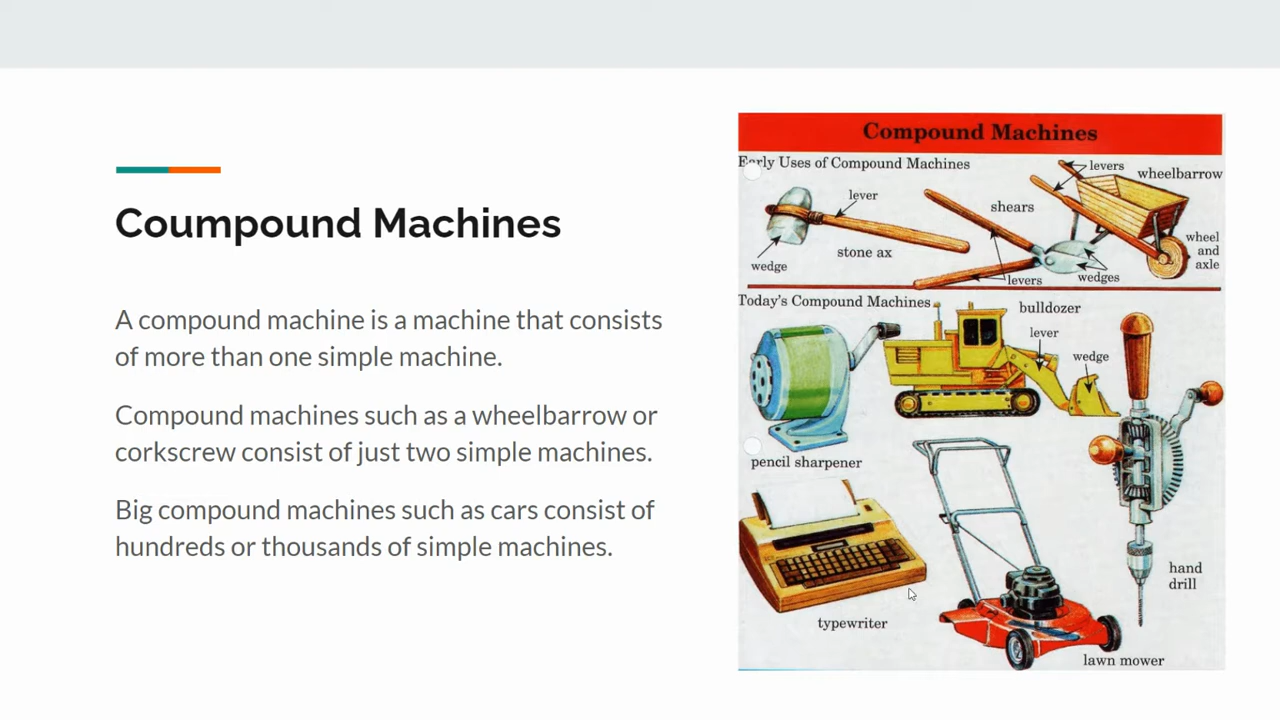 Coumpound Machines
A compound machine is a machine that consists
of more than one simple machine.
Compound machines such as a wheelbarrow or
corkscrew consist of just two simple machines.
Big compound machines such as cars consist of
hundreds or thousands of simple machines.
Compound Machines
Early Uses of Compound Machines
levers
wheelbarrow
lever
shears
stone ax
wheel
and
axle
wedge
levers
wedges
Today's Compound Machines
bulldozer
lever
wedge
pencil sharpener
hand
drill
typewriter
lawn mower